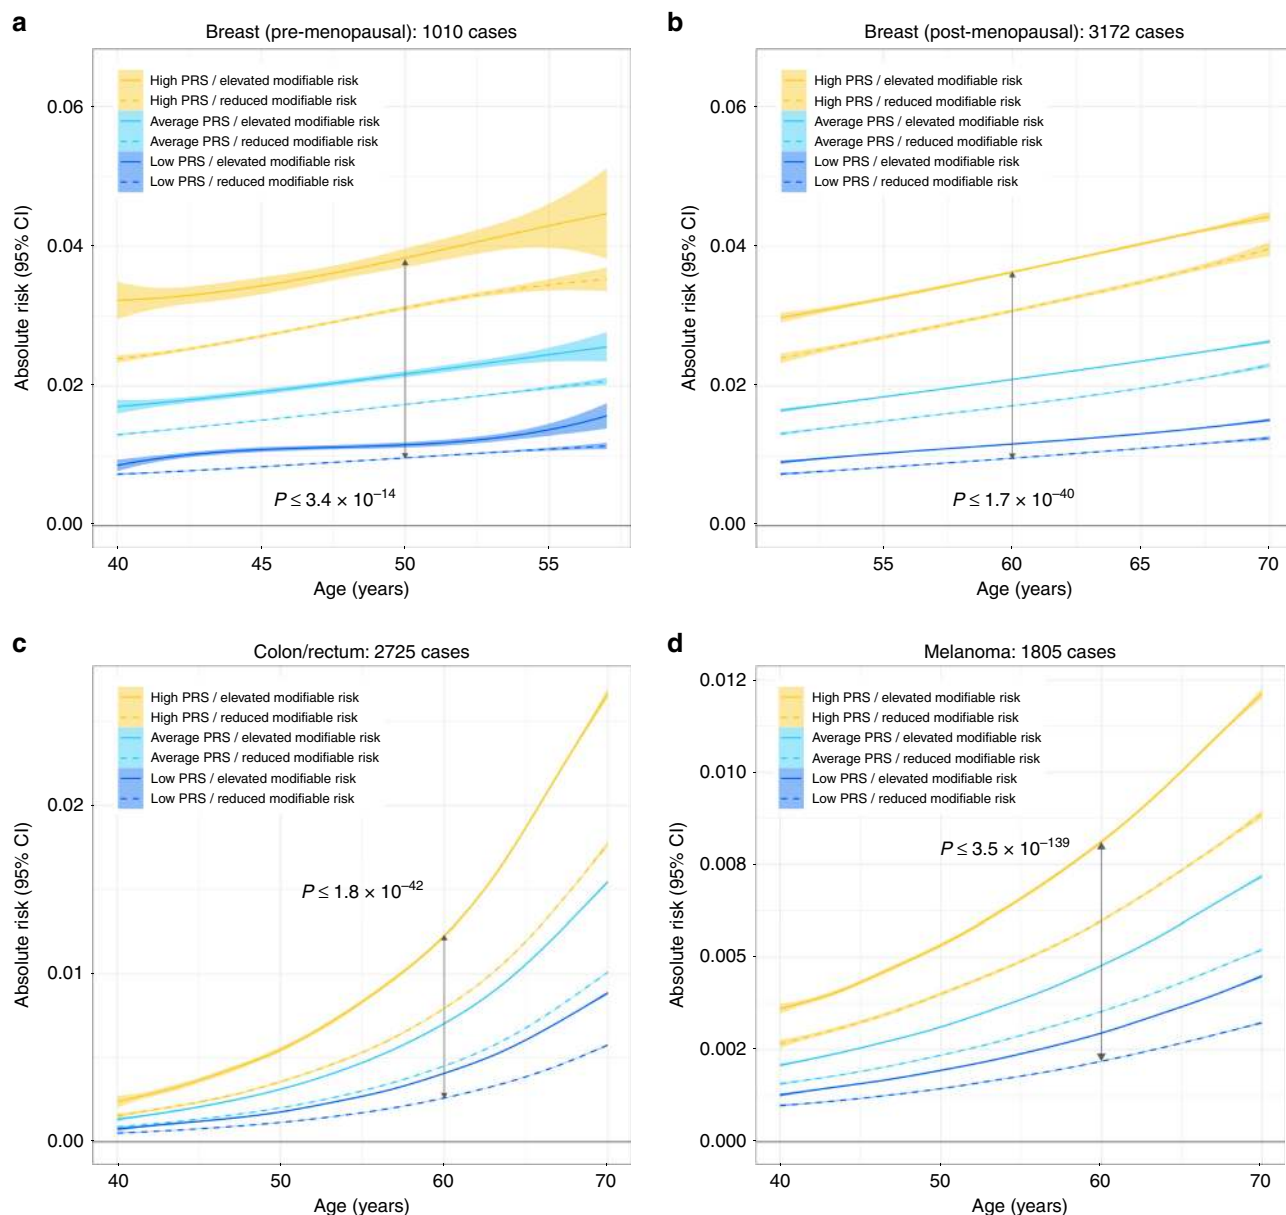 a
Breast (pre-menopausal): 1010 cases
High PRS / elevated modifiable risk
High PRS / reduced modifiable risk
Average PRS / elevated modifiable risk
Average PRS / reduced modifiable risk
Low PRS / elevated modifiable risk
Low PRS / reduced modifiable risk
Absolute risk (95% CI)
0.06
0.04
0.02
0.00
P ≤ 3.4 × 10⁻¹⁴
40 45 50 55
Age (years)
b
Breast (post-menopausal): 3172 cases
High PRS / elevated modifiable risk
High PRS / reduced modifiable risk
Average PRS / elevated modifiable risk
Average PRS / reduced modifiable risk
Low PRS / elevated modifiable risk
Low PRS / reduced modifiable risk
Absolute risk (95% CI)
0.06
0.04
0.02
0.00
P ≤ 1.7 × 10⁻⁴⁰
55 60 65 70
Age (years)
c
Colon/rectum: 2725 cases
High PRS / elevated modifiable risk
High PRS / reduced modifiable risk
Average PRS / elevated modifiable risk
Average PRS / reduced modifiable risk
Low PRS / elevated modifiable risk
Low PRS / reduced modifiable risk
Absolute risk (95% CI)
0.02
0.01
0.00
P ≤ 1.8 × 10⁻⁴²
40 50 60 70
Age (years)
d
Melanoma: 1805 cases
High PRS / elevated modifiable risk
High PRS / reduced modifiable risk
Average PRS / elevated modifiable risk
Average PRS / reduced modifiable risk
Low PRS / elevated modifiable risk
Low PRS / reduced modifiable risk
Absolute risk (95% CI)
0.012
0.010
0.008
0.005
0.002
0.000
P ≤ 3.5 × 10⁻¹³⁹
40 50 60 70
Age (years)